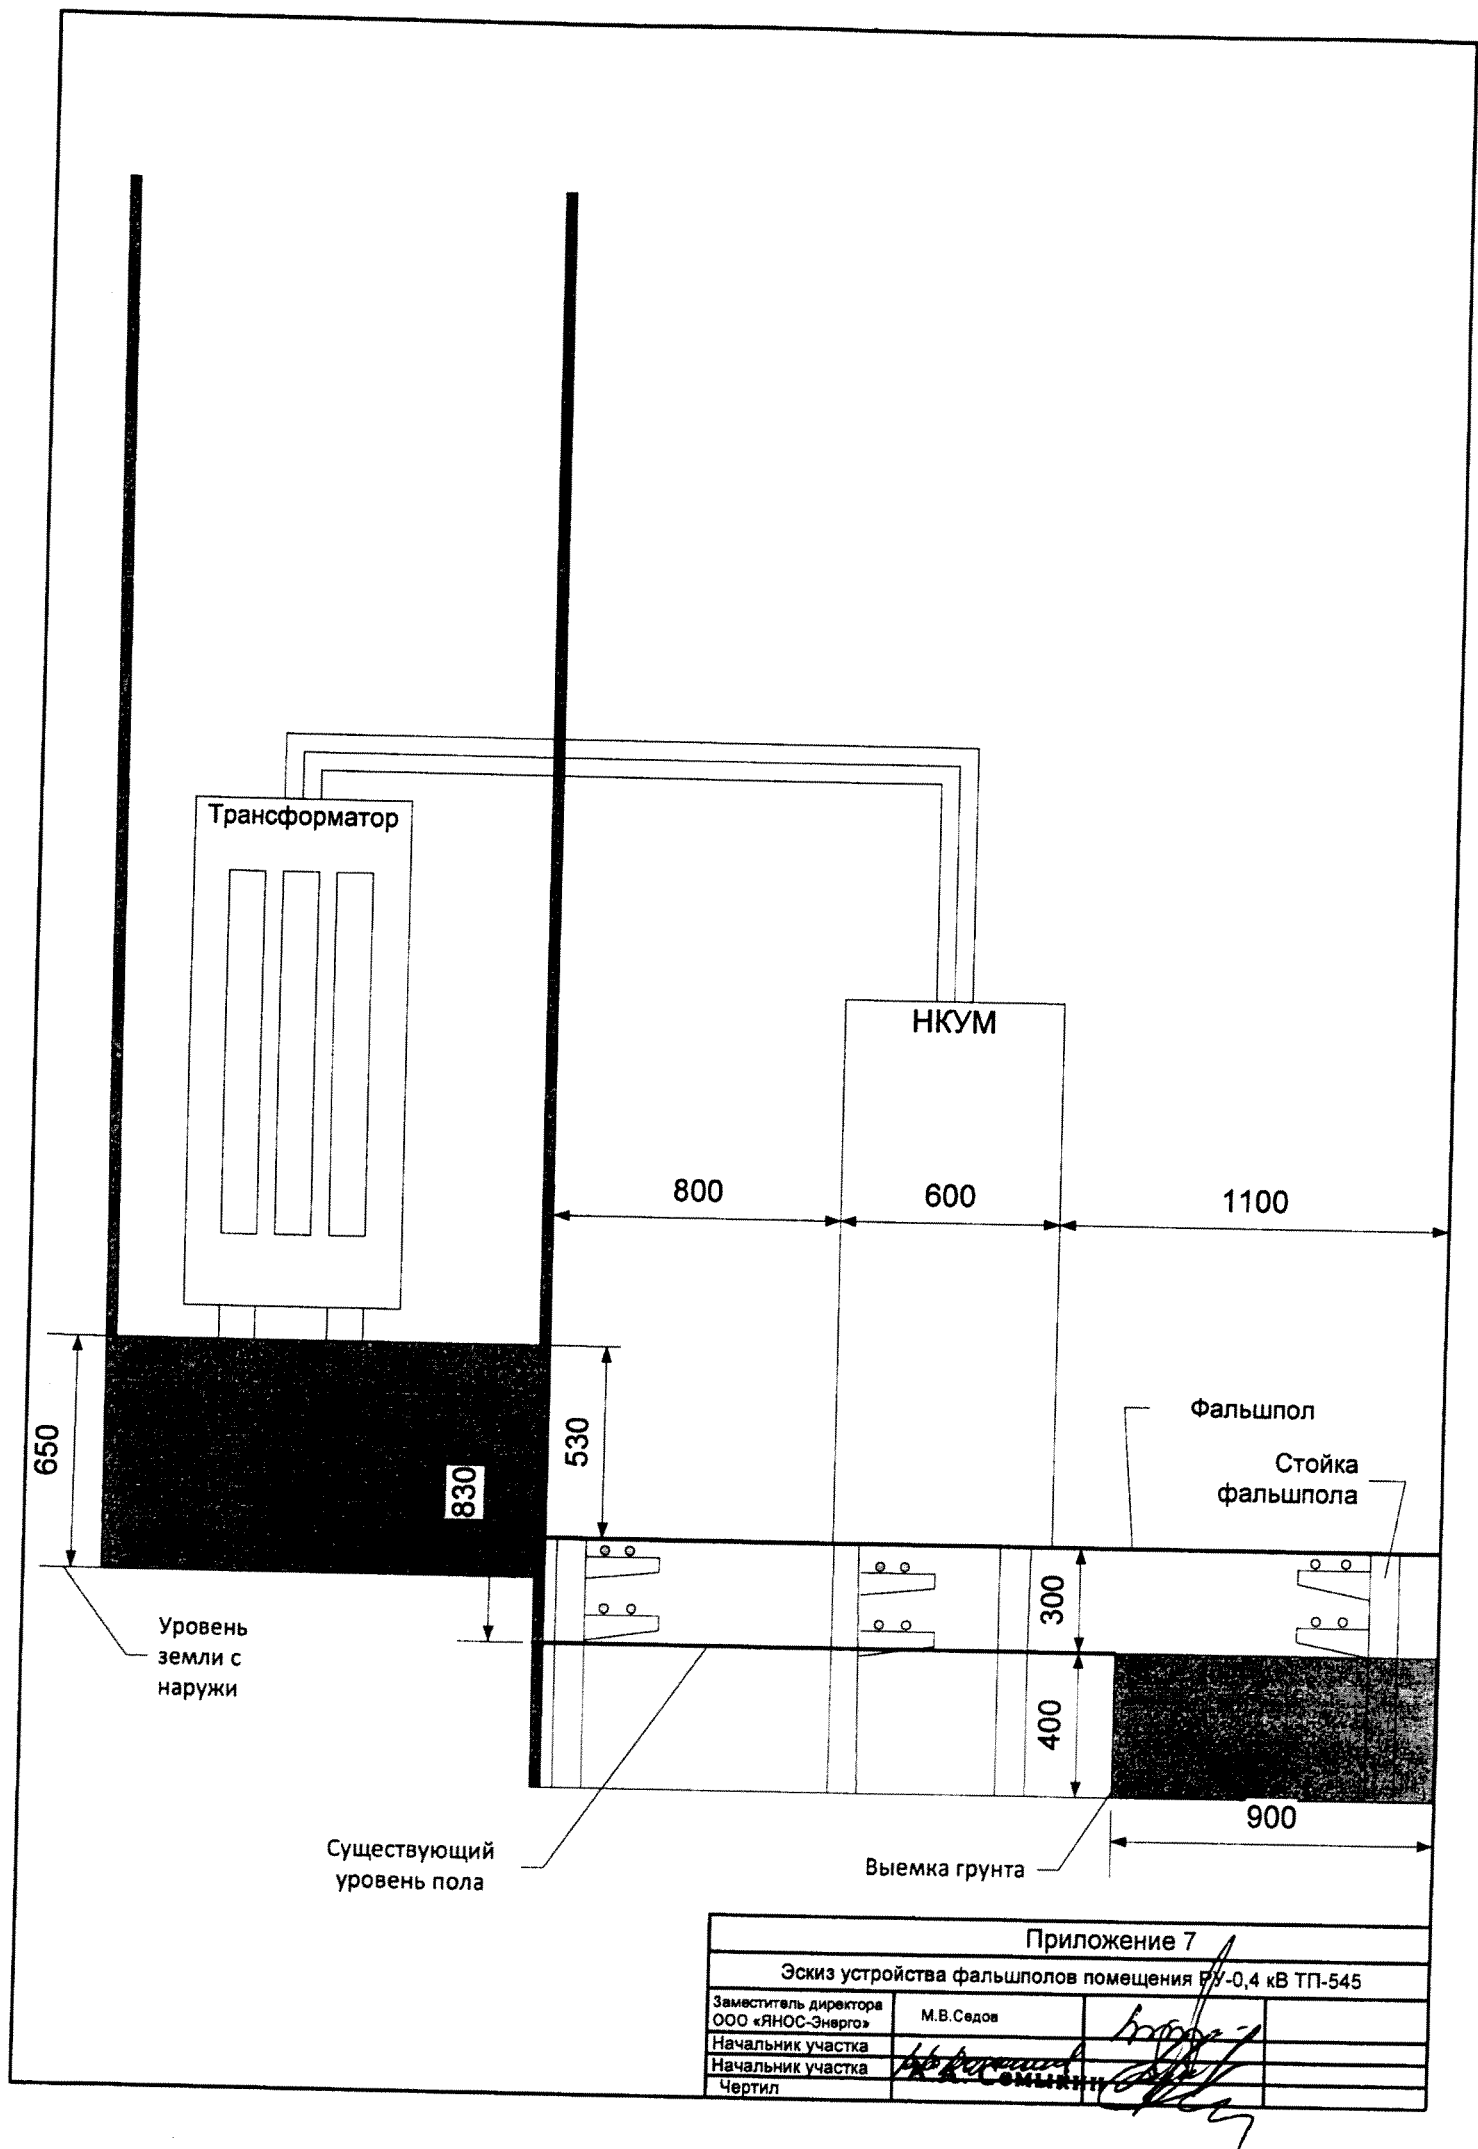 Трансформатор
НКУМ
800
600
1100
650
830
530
Фальшпол
Стойка
фальшпола
300
400
900
Уровень
земли с
наружи
Существующий
уровень пола
Выемка грунта
Приложение 7
Эскиз устройства фальшполов помещения РУ-0,4 кВ ТП-545
Заместитель директора
ООО «ЯНОС-Энерго»
М.В.Седов
Начальник участка
Начальник участка
Чертил